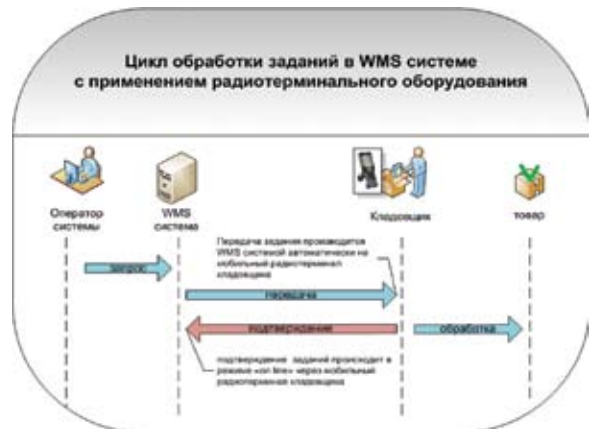 Цикл обработки заданий в WMS системе
с применением радиотерминального оборудования
Оператор
системы
WMS
система
Кладовщик
товар
Передача задания производится
WMS системой автоматически на
мобильный радиотерминал
кладовщика
запрос
передача
подтверждение
обработка
подтверждение заданий происходит в
режиме «on line» через мобильный
радиотерминал кладовщика